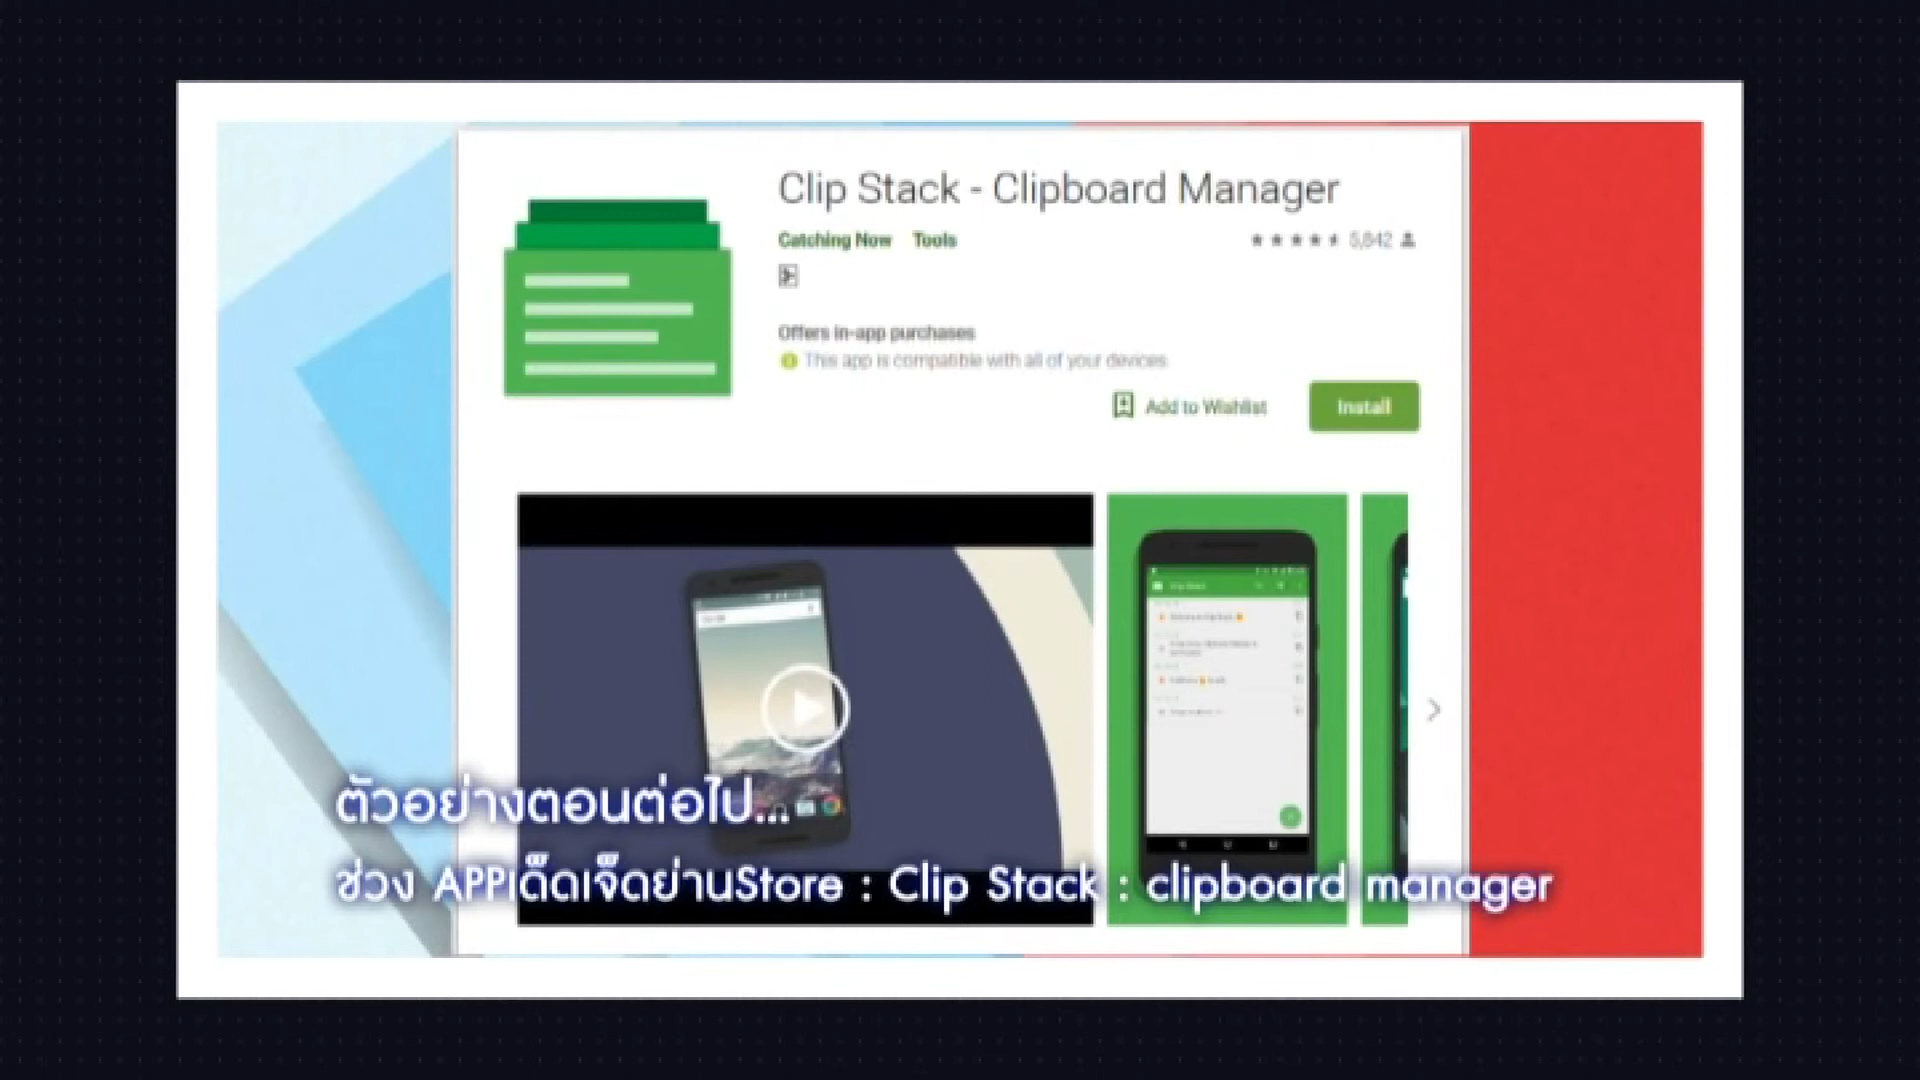 Clip Stack - Clipboard Manager
Catching Now Tools
5,842
Offers in-app purchases
This app is compatible with all of your devices
Add to Wishlist
Install
ตัวอย่างตอนต่อไป...
ช่วง APPเด็ดเจ็ดย่านStore : Clip Stack : clipboard manager